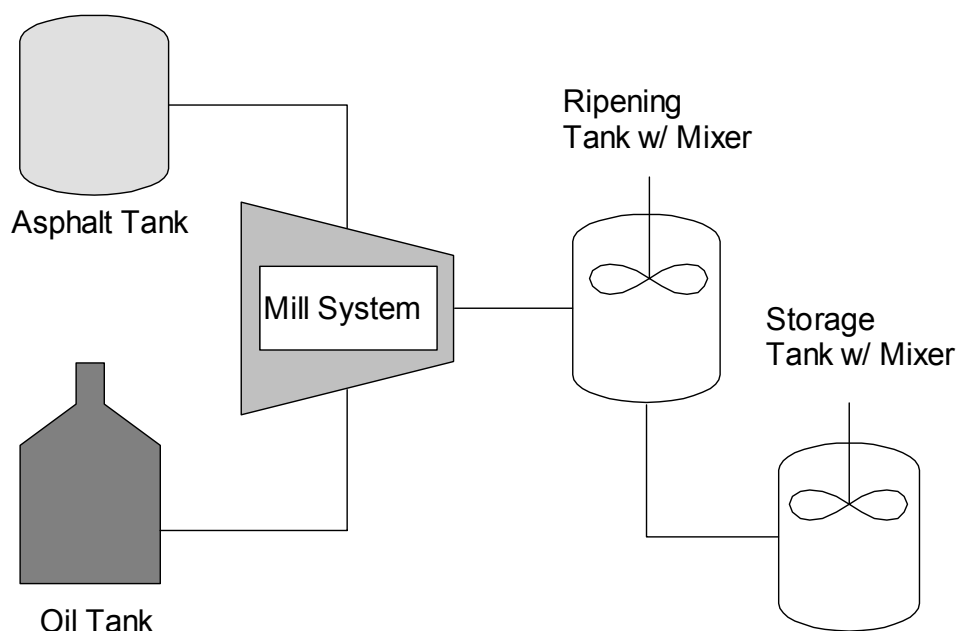 Ripening
Tank w/ Mixer
Asphalt Tank
Mill System
Storage
Tank w/ Mixer
Oil Tank